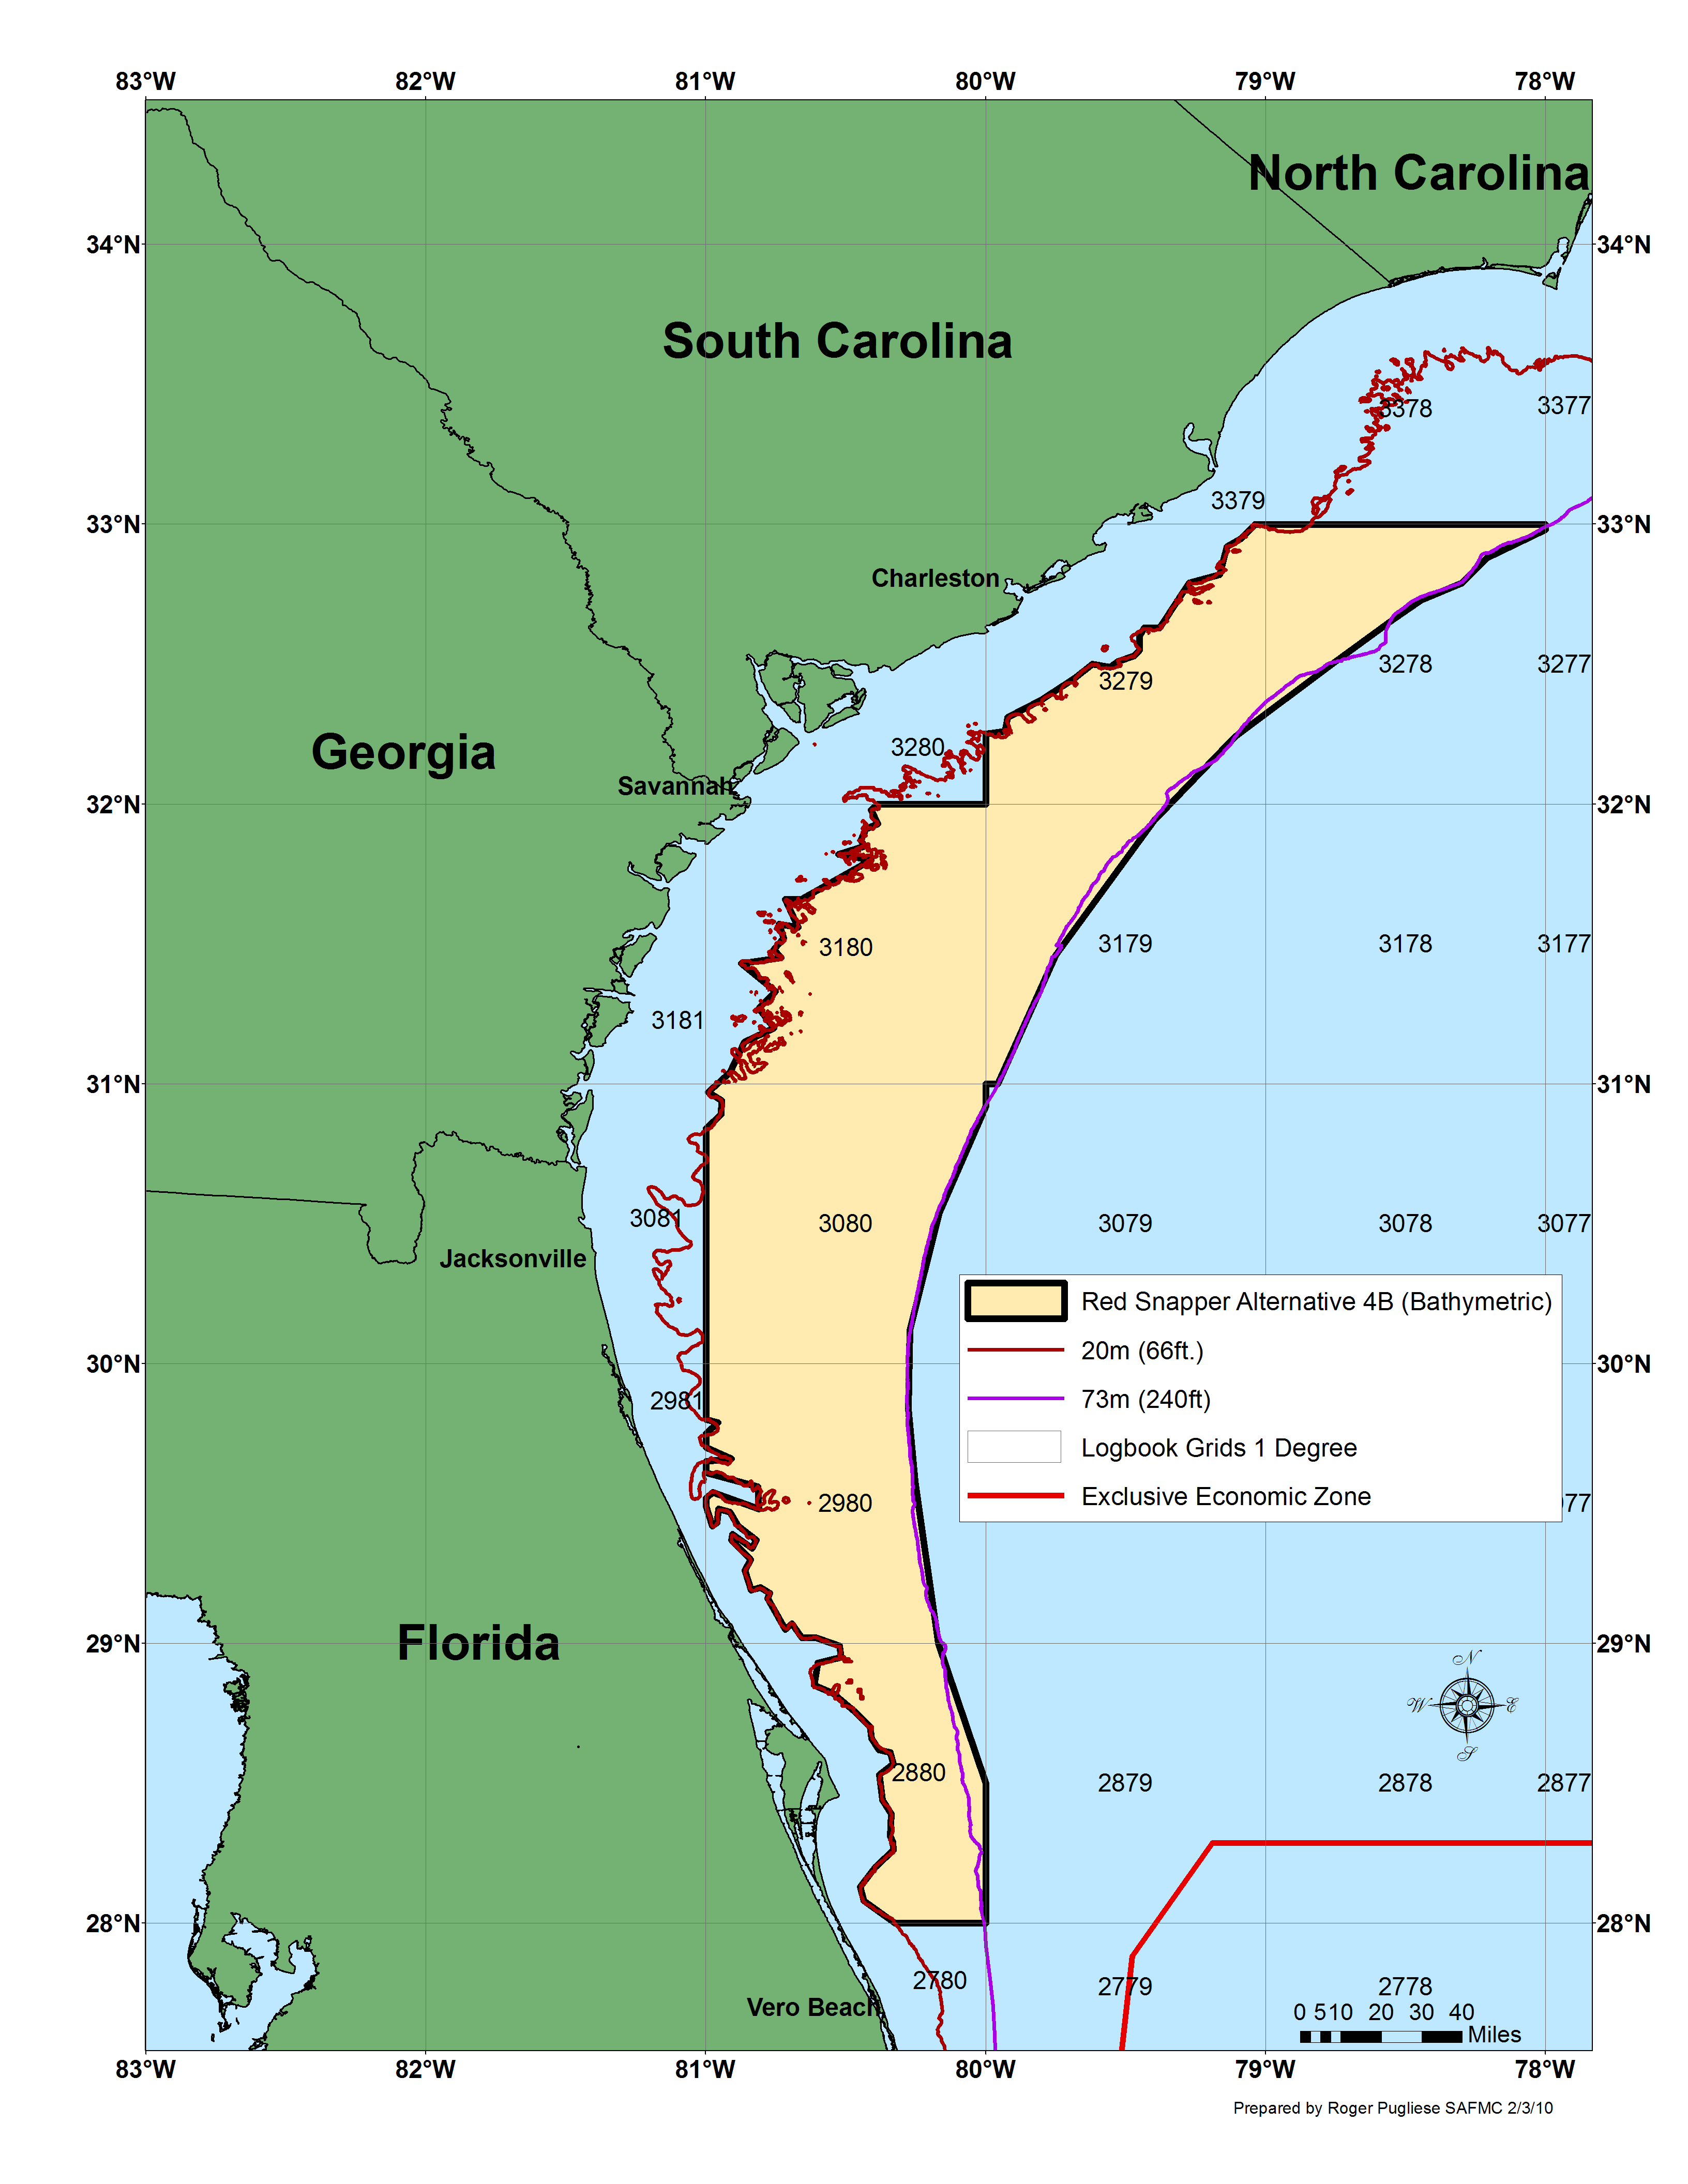 83°W 82°W 81°W 80°W 79°W 78°W
North Carolina
34°N 34°N
South Carolina
3378 3377
3379
33°N 33°N
Charleston
3278 3277
3279
3280
Georgia
Savannah
32°N 32°N
3180 3179 3178 3177
3181
31°N 31°N
3081 3080 3079 3078 3077
Jacksonville
Red Snapper Alternative 4B (Bathymetric)
20m (66ft.)
30°N 30°N
2981
73m (240ft)
Logbook Grids 1 Degree
Exclusive Economic Zone
2980 77
29°N 29°N
Florida
N
W E
S
2880 2879 2878 2877
28°N 28°N
2780 2779 2778
Vero Beach
0 5 10 20 30 40
Miles
83°W 82°W 81°W 80°W 79°W 78°W
Prepared by Roger Pugliese SAFMC 2/3/10